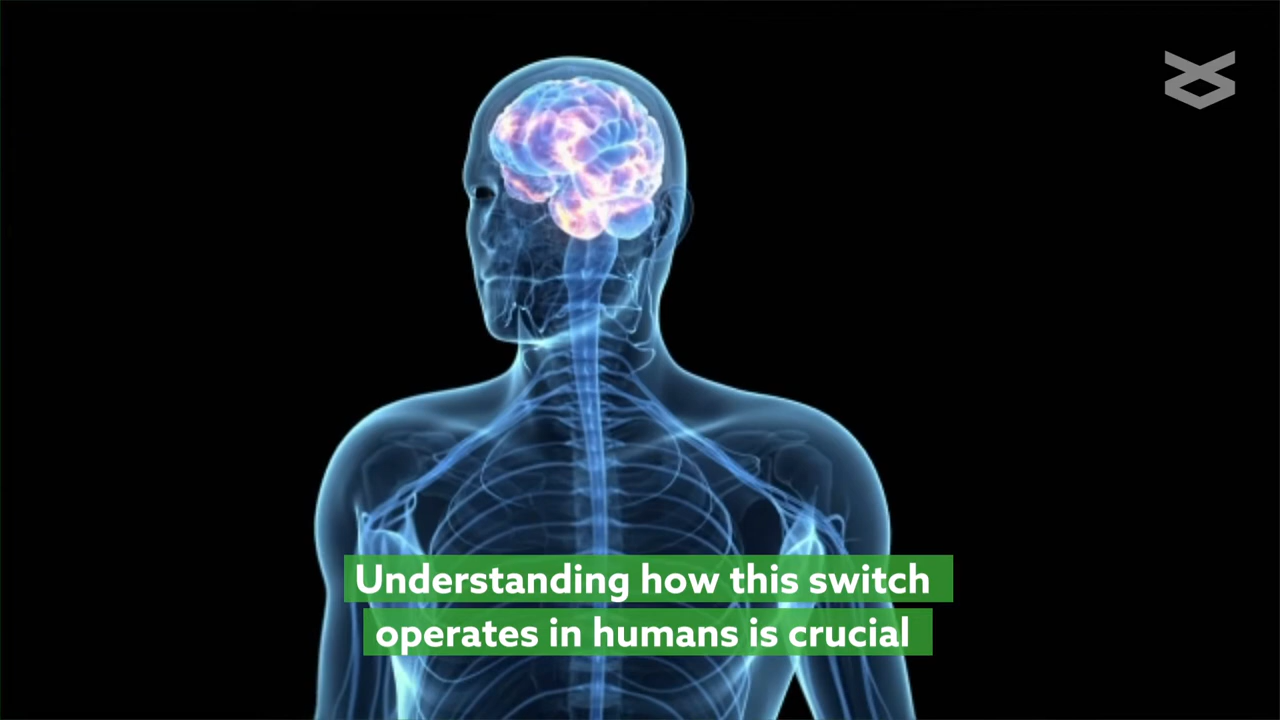 Understanding how this switch
operates in humans is crucial